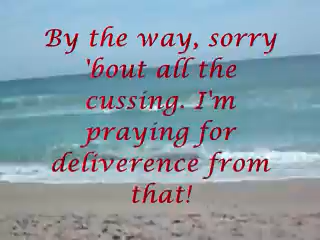 By the way, sorry
'bout all the
cussing. I'm
praying for
deliverence from
that!